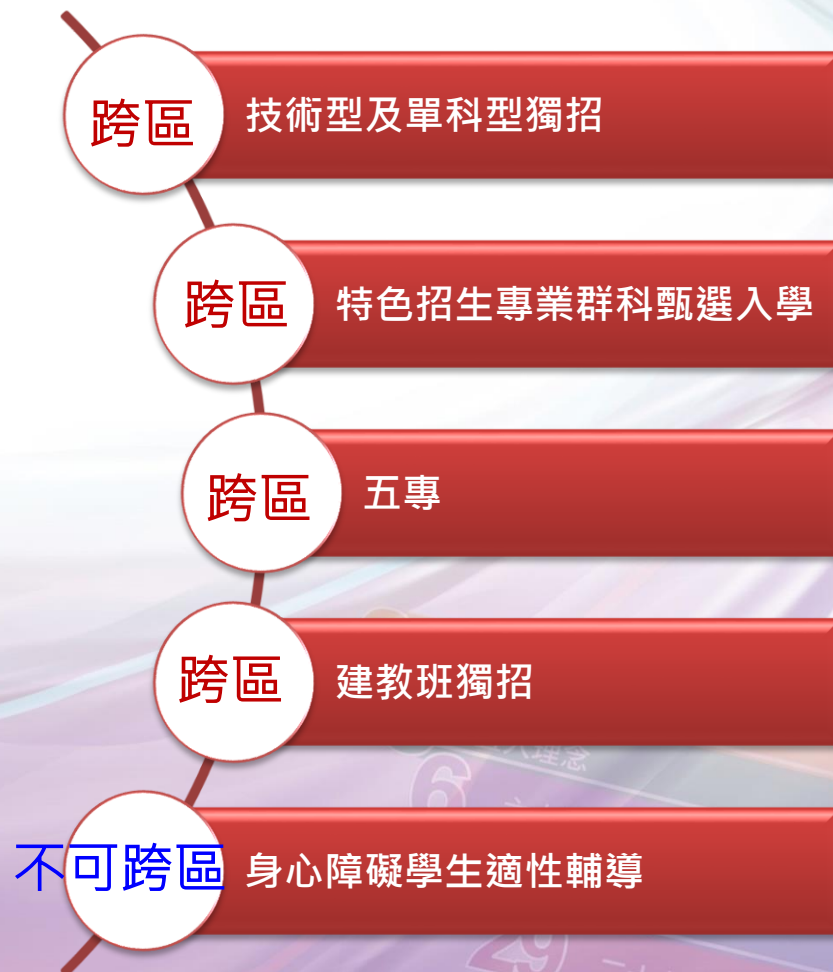 跨區 技術型及單科型獨招
跨區 特色招生專業群科甄選入學
跨區 五專
跨區 建教班獨招
不可跨區 身心障礙學生適性輔導